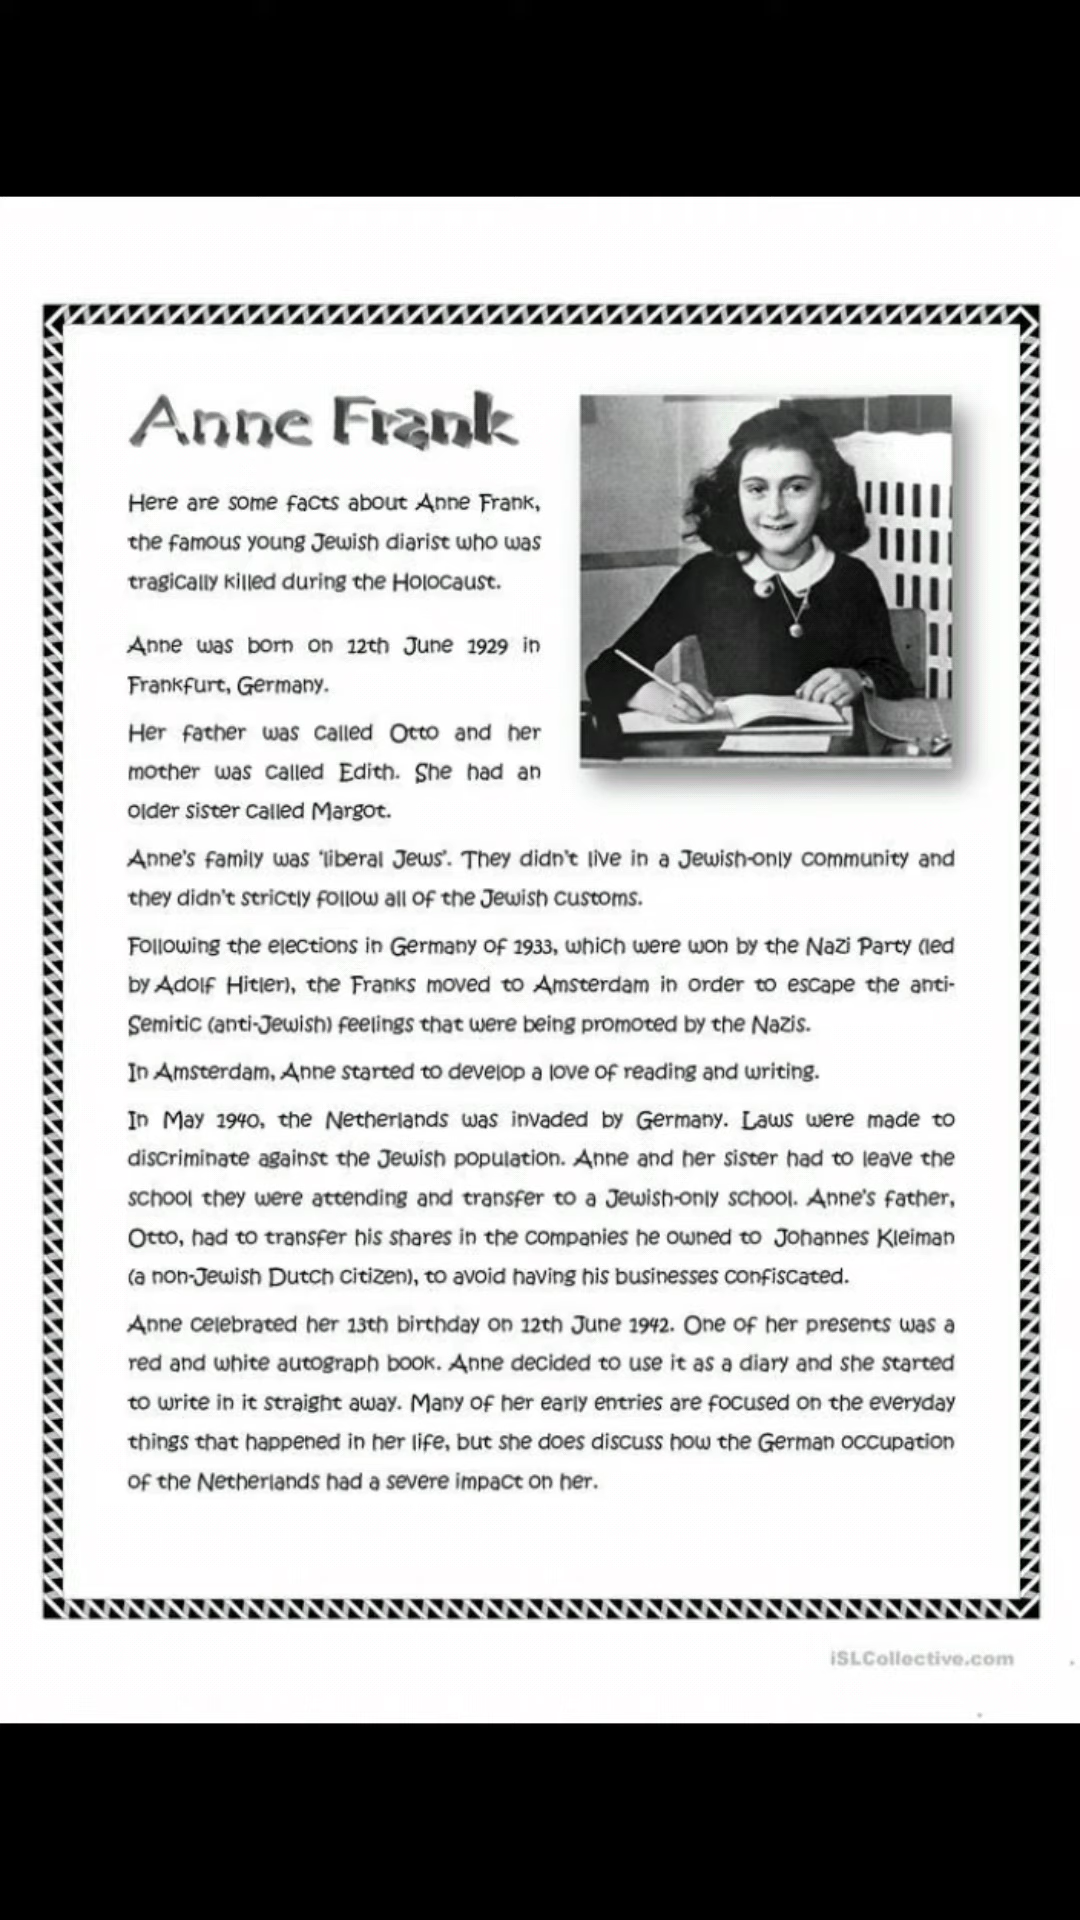 Anne Frank
Here are some facts about Anne Frank,
the famous young Jewish diarist who was
tragically killed during the Holocaust.
Anne was born on 12th June 1929 in
Frankfurt, Germany.
Her father was called Otto and her
mother was called Edith. She had an
older sister called Margot.
Anne's family was 'liberal Jews'. They didn't live in a Jewish-only community and
they didn't strictly follow all of the Jewish customs.
Following the elections in Germany of 1933, which were won by the Nazi Party (led
by Adolf Hitler), the Franks moved to Amsterdam in order to escape the anti-
Semitic (anti-Jewish) feelings that were being promoted by the Nazis.
In Amsterdam, Anne started to develop a love of reading and writing.
In May 1940, the Netherlands was invaded by Germany. Laws were made to
discriminate against the Jewish population. Anne and her sister had to leave the
school they were attending and transfer to a Jewish-only school. Anne's father,
Otto, had to transfer his shares in the companies he owned to Johannes Kleiman
(a non-Jewish Dutch citizen), to avoid having his businesses confiscated.
Anne celebrated her 13th birthday on 12th June 1942. One of her presents was a
red and white autograph book. Anne decided to use it as a diary and she started
to write in it straight away. Many of her early entries are focused on the everyday
things that happened in her life, but she does discuss how the German occupation
of the Netherlands had a severe impact on her.
iSLCollective.com